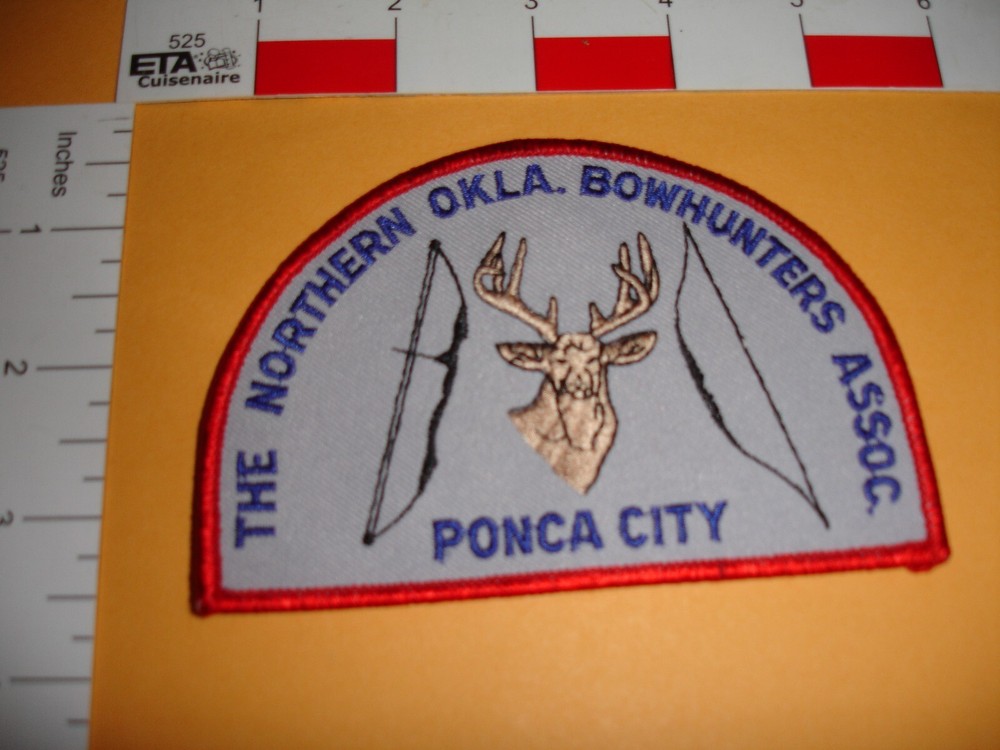 1 2 3 4 5 6
525
ETA
Cuisenaire
Inches
1
2
3
THE NORTHERN OKLA. BOWHUNTERS ASSOC.
PONCA CITY